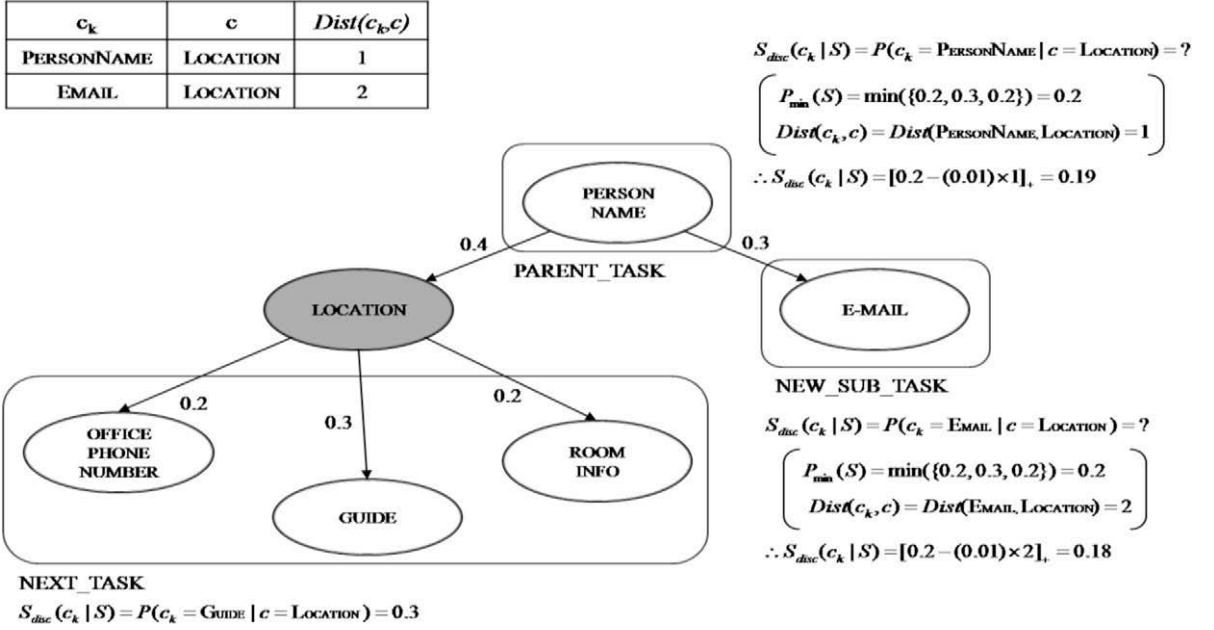 c_k c Dist(c_k,c)
PERSONNAME LOCATION 1
EMAIL LOCATION 2
S_disc(c_k | S) = P(c_k = PERSONNAME | c = LOCATION) = ?
P_min(S) = min({0.2, 0.3, 0.2}) = 0.2
Dist(c_k, c) = Dist(PERSONNAME, LOCATION) = 1
∴ S_disc(c_k | S) = [0.2 − (0.01) × 1]_+ = 0.19
PERSON
NAME
0.4
0.3
PARENT_TASK
LOCATION
E-MAIL
NEW_SUB_TASK
0.2
0.3
0.2
OFFICE
PHONE
NUMBER
GUIDE
ROOM
INFO
NEXT_TASK
S_disc(c_k | S) = P(c_k = GUIDE | c = LOCATION) = 0.3
S_disc(c_k | S) = P(c_k = EMAIL | c = LOCATION) = ?
P_min(S) = min({0.2, 0.3, 0.2}) = 0.2
Dist(c_k, c) = Dist(EMAIL, LOCATION) = 2
∴ S_disc(c_k | S) = [0.2 − (0.01) × 2]_+ = 0.18